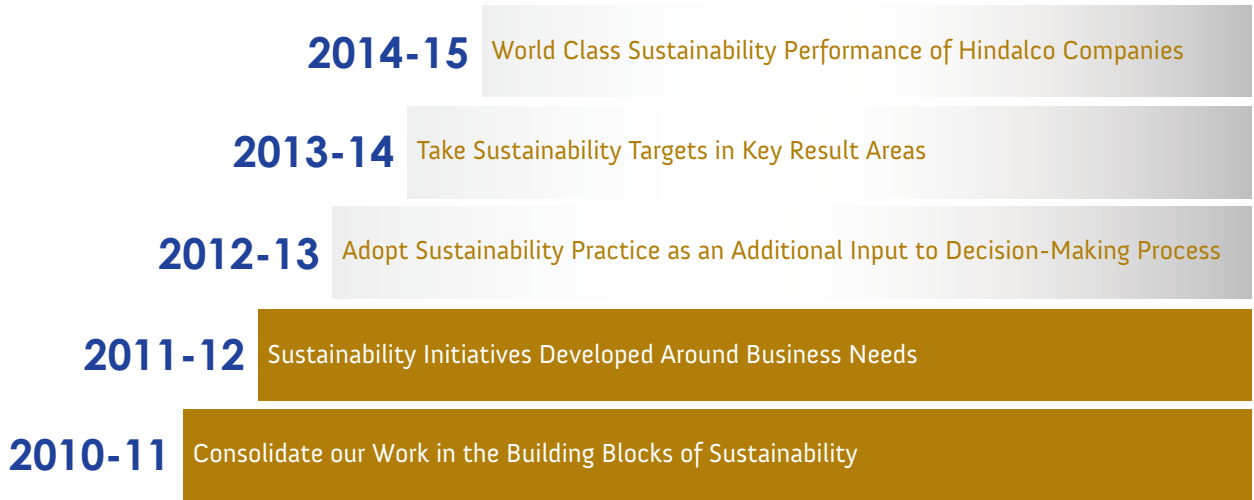 2014-15 World Class Sustainability Performance of Hindalco Companies
2013-14 Take Sustainability Targets in Key Result Areas
2012-13 Adopt Sustainability Practice as an Additional Input to Decision-Making Process
2011-12 Sustainability Initiatives Developed Around Business Needs
2010-11 Consolidate our Work in the Building Blocks of Sustainability